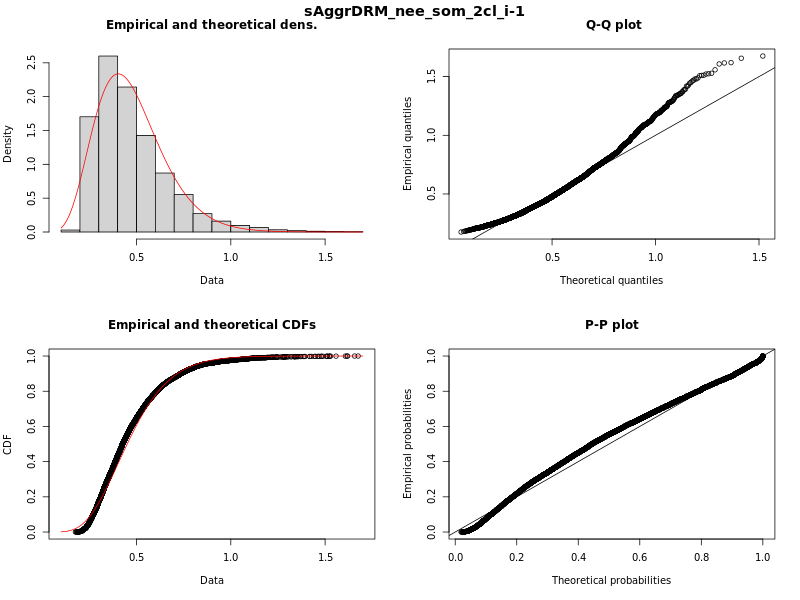 sAggrDRM_nee_som_2cl_i-1
Empirical and theoretical dens.
Density
0.0 0.5 1.0 1.5 2.0 2.5
0.5 1.0 1.5
Data
Q-Q plot
Empirical quantiles
0.5 1.0 1.5
0.5 1.0 1.5
Theoretical quantiles
Empirical and theoretical CDFs
CDF
0.0 0.2 0.4 0.6 0.8 1.0
0.5 1.0 1.5
Data
P-P plot
Empirical probabilities
0.0 0.2 0.4 0.6 0.8 1.0
0.0 0.2 0.4 0.6 0.8 1.0
Theoretical probabilities